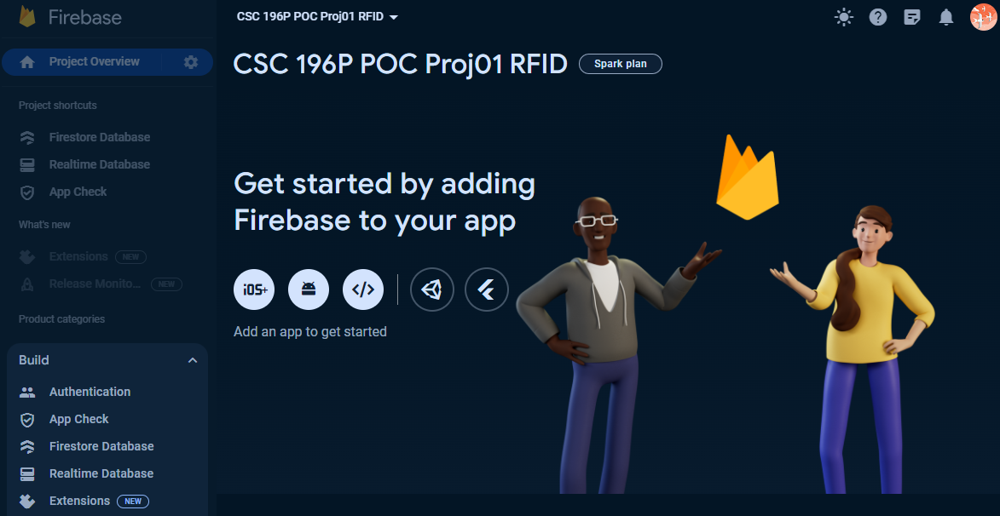 Firebase
CSC 196P POC Proj01 RFID
Project Overview
CSC 196P POC Proj01 RFID
Spark plan
Project shortcuts
Firestore Database
Realtime Database
App Check
What's new
Extensions NEW
Release Monito... NEW
Product categories
Build
Authentication
App Check
Firestore Database
Realtime Database
Extensions NEW
Get started by adding
Firebase to your app
iOS+
</>
Add an app to get started